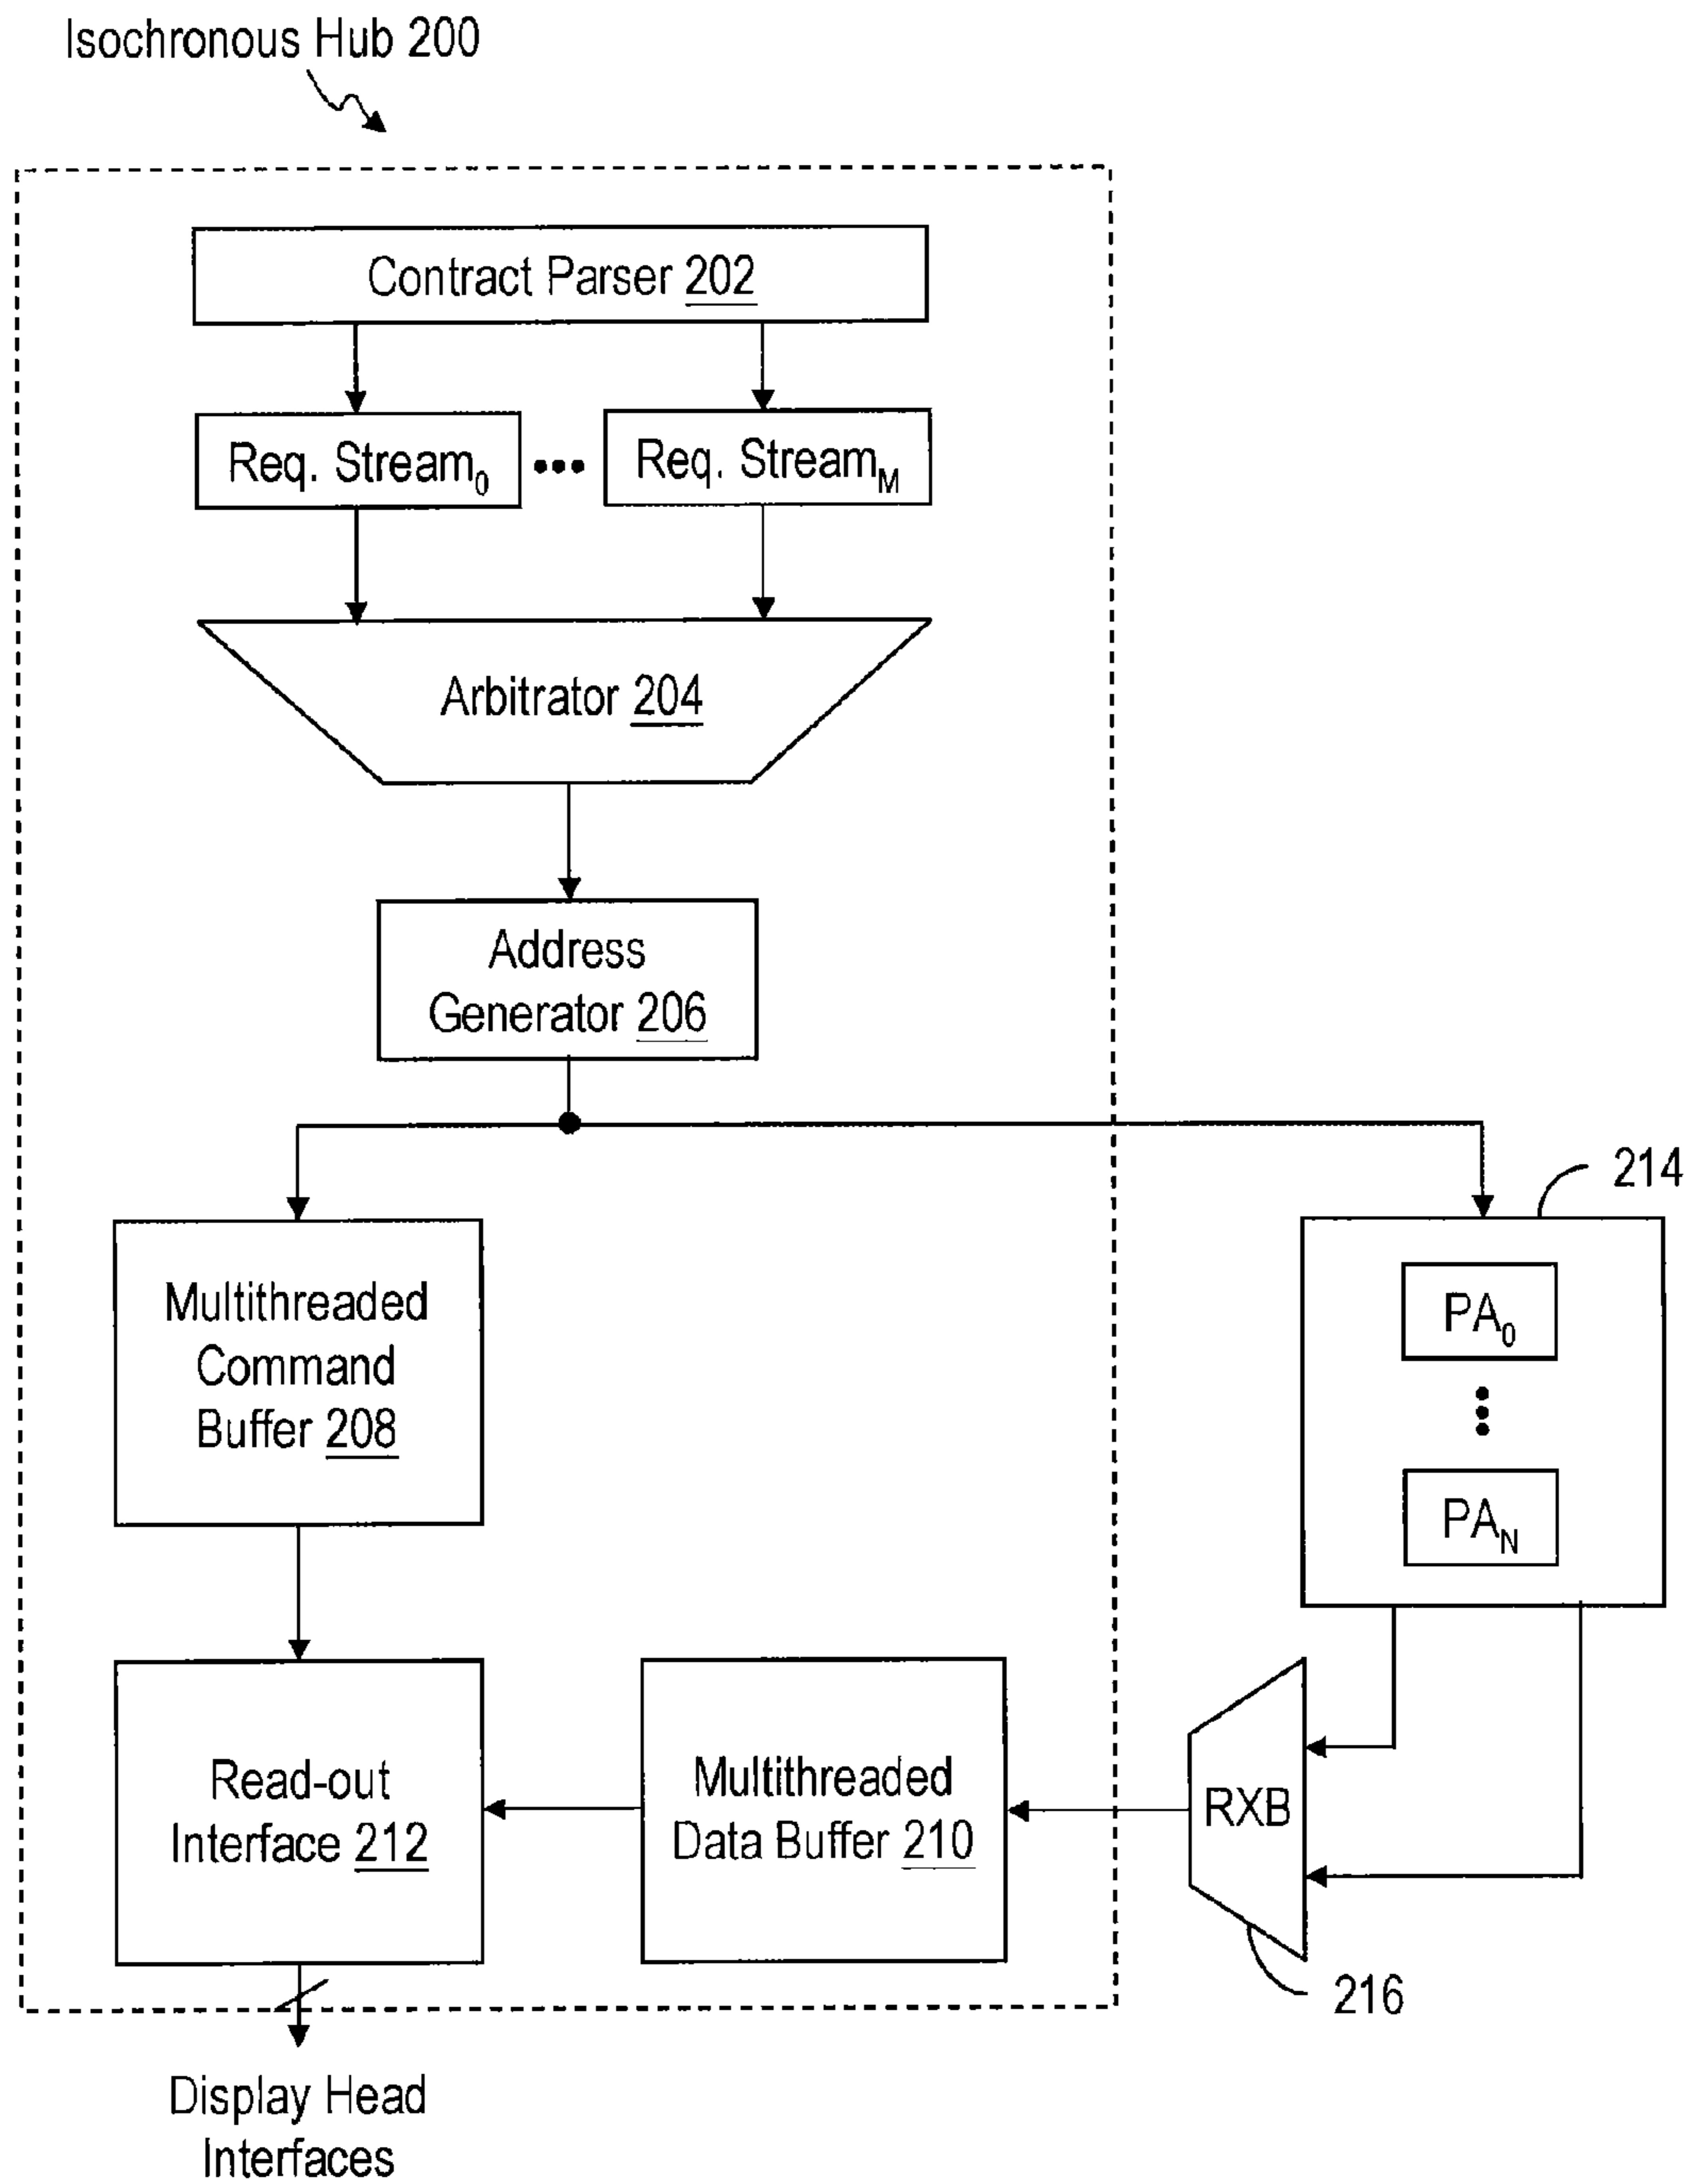 Isochronous Hub 200
Contract Parser 202
Req. Stream0
Req. StreamM
Arbitrator 204
Address
Generator 206
214
Multithreaded
Command
Buffer 208
PA0
PAN
Read-out
Interface 212
Multithreaded
Data Buffer 210
RXB
216
Display Head
Interfaces